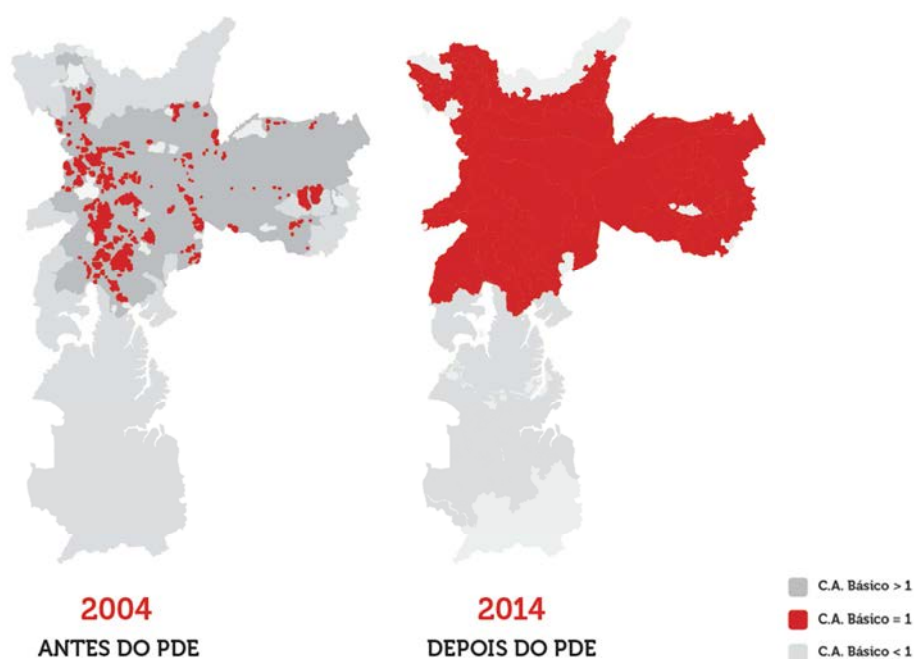 2004
ANTES DO PDE
2014
DEPOIS DO PDE
C.A. Básico > 1
C.A. Básico = 1
C.A. Básico < 1